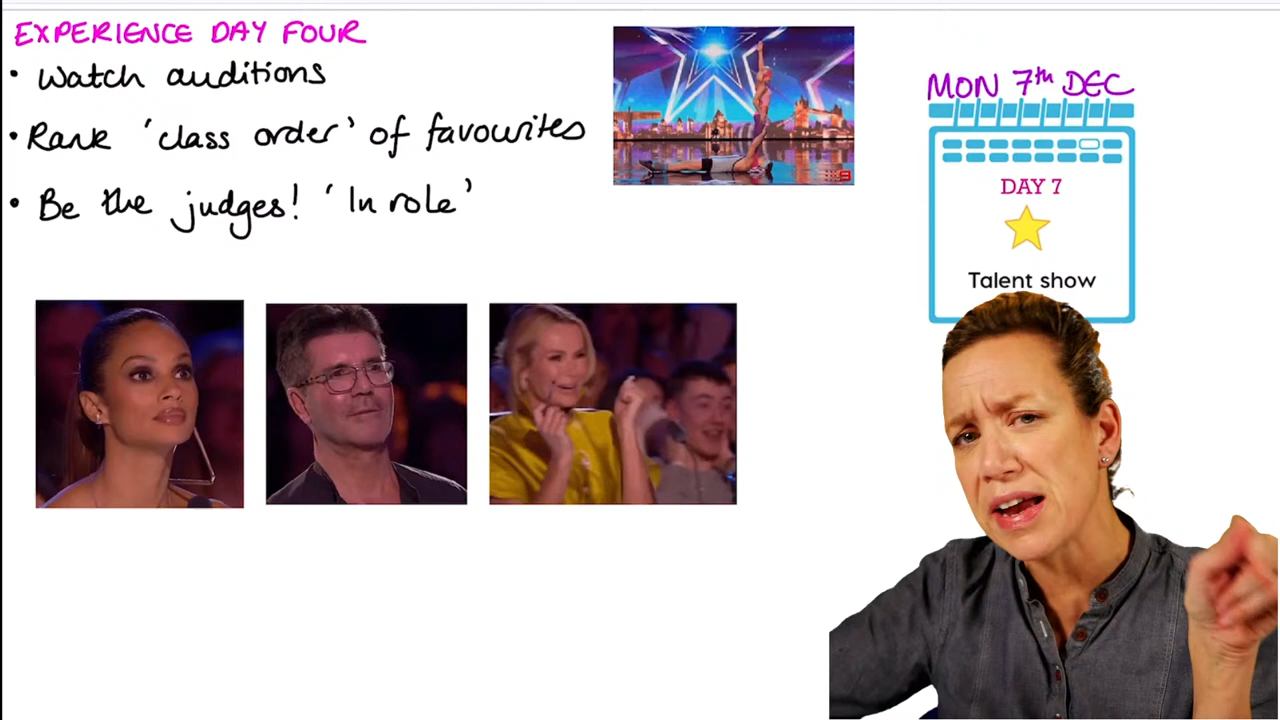 EXPERIENCE DAY FOUR
• Watch auditions
• Rank 'class order' of favourites
• Be the judges! 'In role'
MON 7th DEC
DAY 7
Talent show